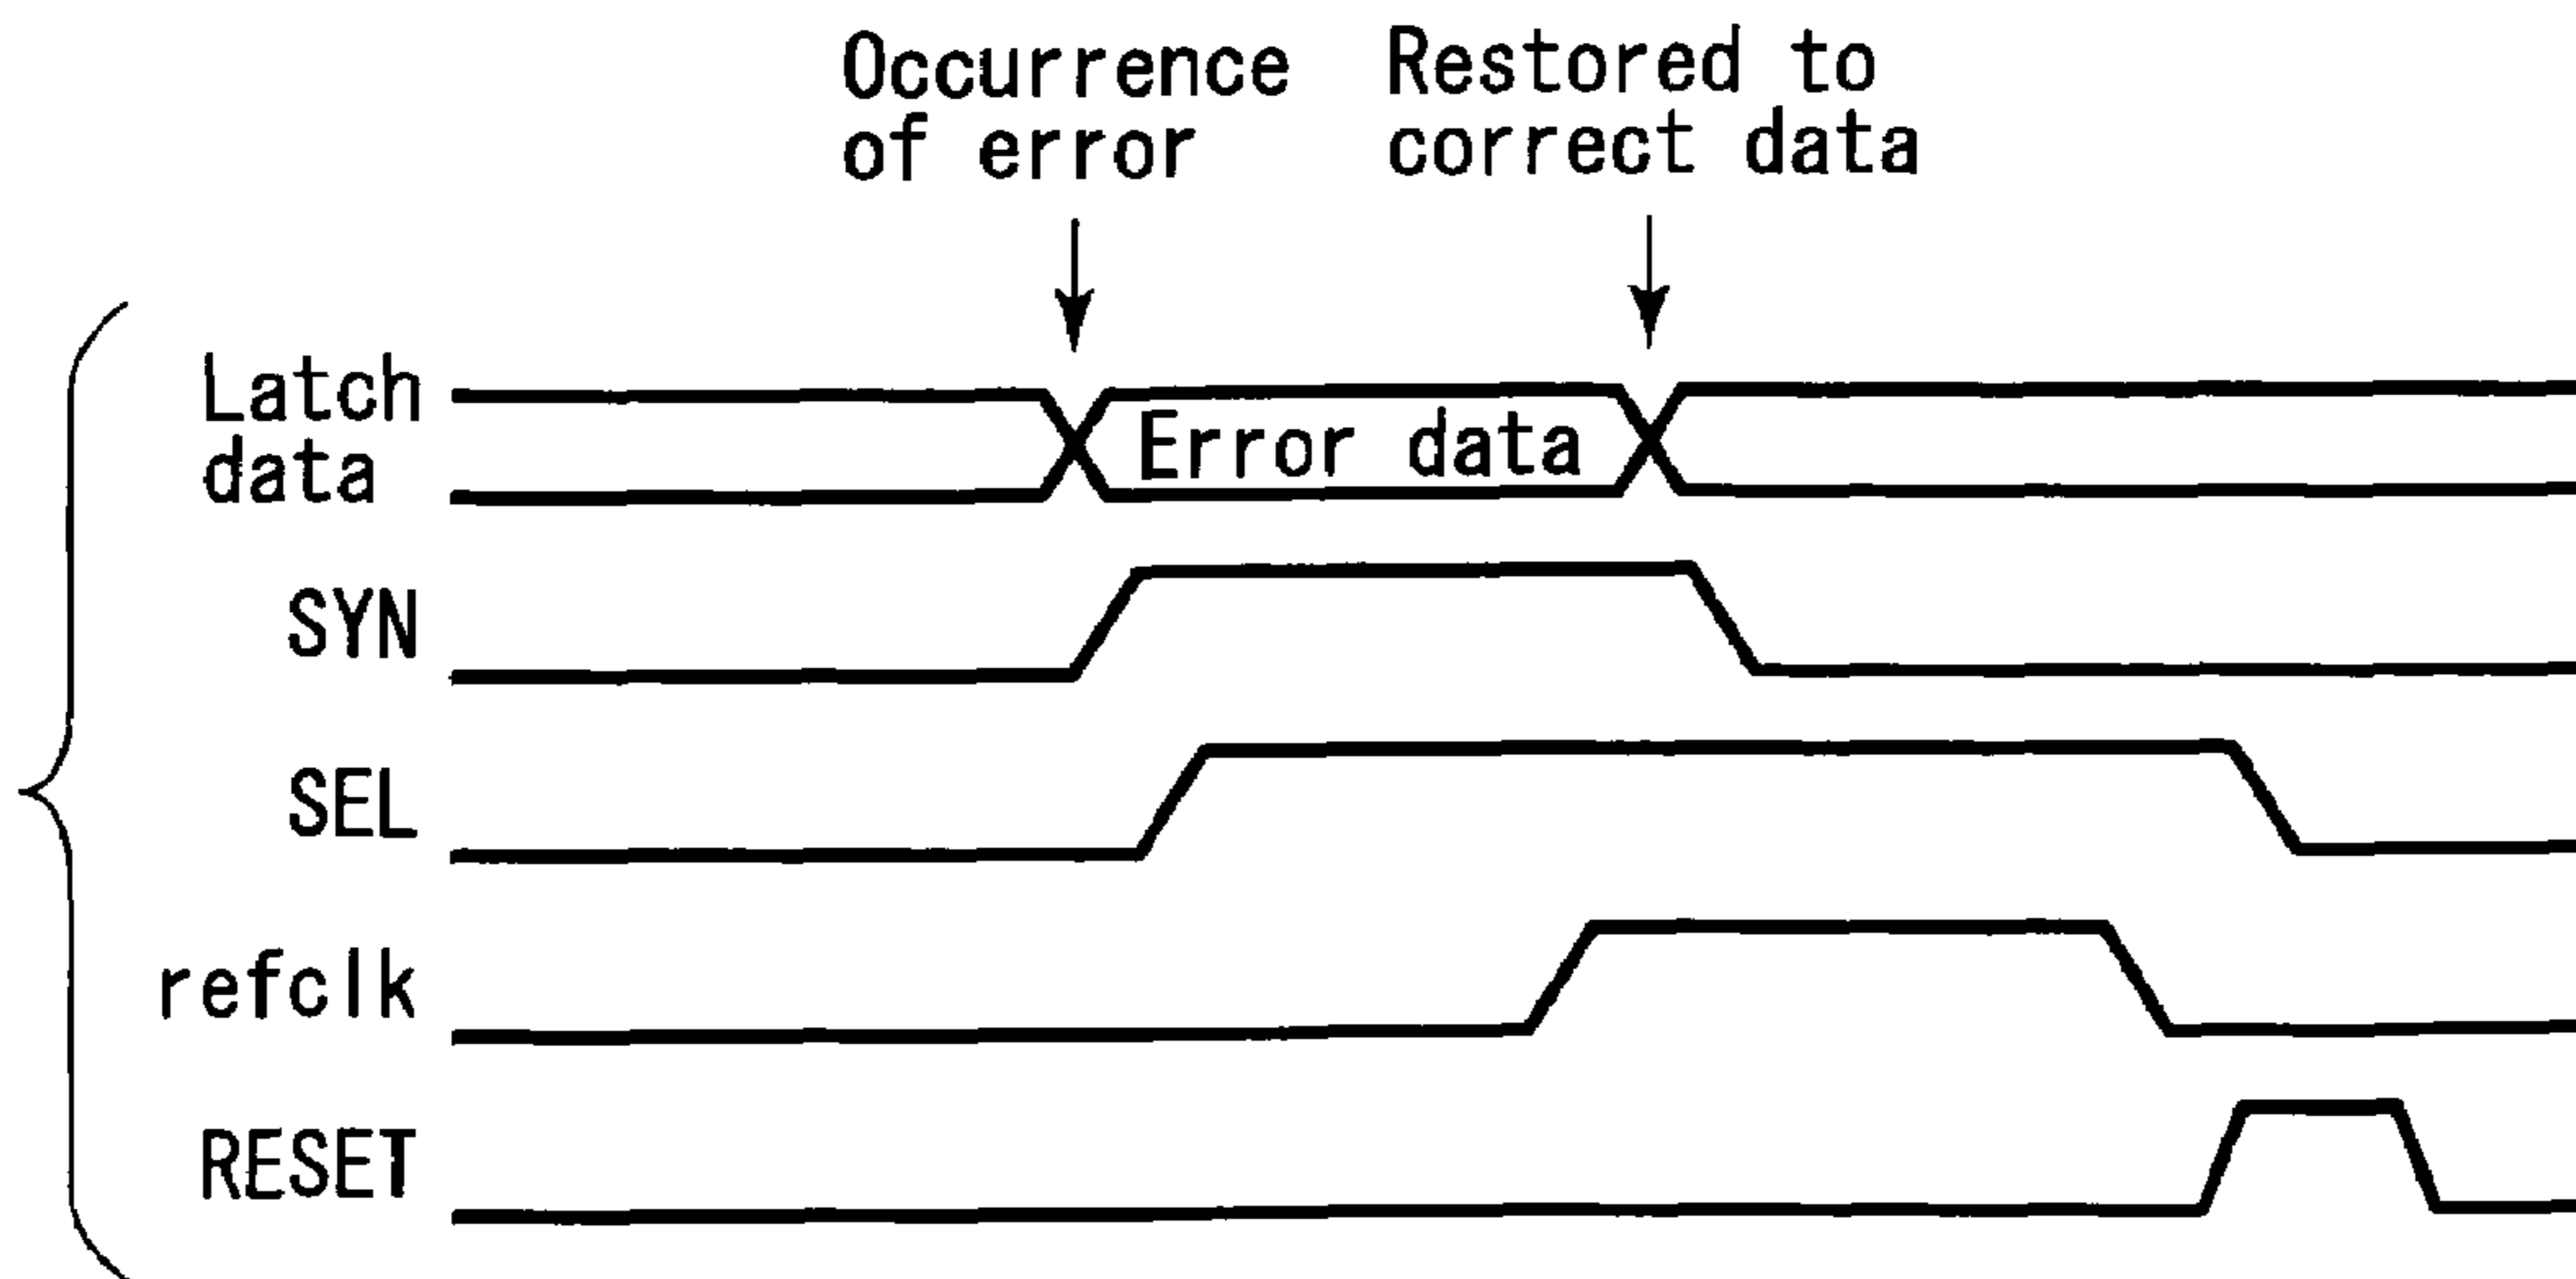 Occurrence
of error
Restored to
correct data
Latch
data
Error data
SYN
SEL
refclk
RESET